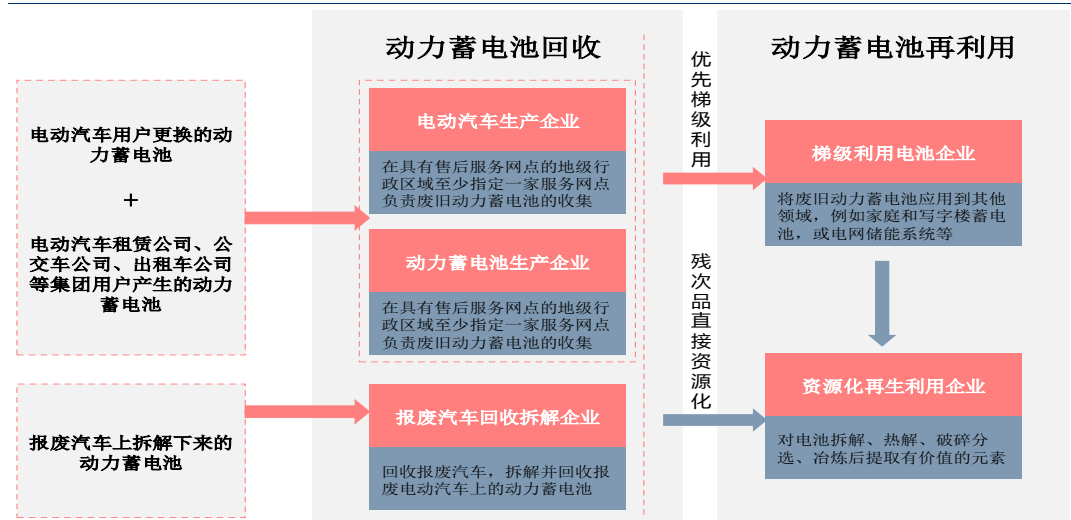 电动汽车用户更换的动
力蓄电池
+
电动汽车租赁公司、公
交车公司、出租车公司
等集团用户产生的动力
蓄电池
报废汽车上拆解下来的
动力蓄电池
动力蓄电池回收
电动汽车生产企业
在具有售后服务网点的地级行
政区域至少指定一家服务网点
负责废旧动力蓄电池的收集
动力蓄电池生产企业
在具有售后服务网点的地级行
政区域至少指定一家服务网点
负责废旧动力蓄电池的收集
报废汽车回收拆解企业
回收报废汽车，拆解并回收报
废电动汽车上的动力蓄电池
优先梯级利用
残次品直接资源化
动力蓄电池再利用
梯级利用电池企业
将废旧动力蓄电池应用到其他
领域，例如家庭和写字楼蓄电
池，或电网储能系统等
资源化再生利用企业
对电池拆解、热解、破碎分
选、冶炼后提取有价值的元素